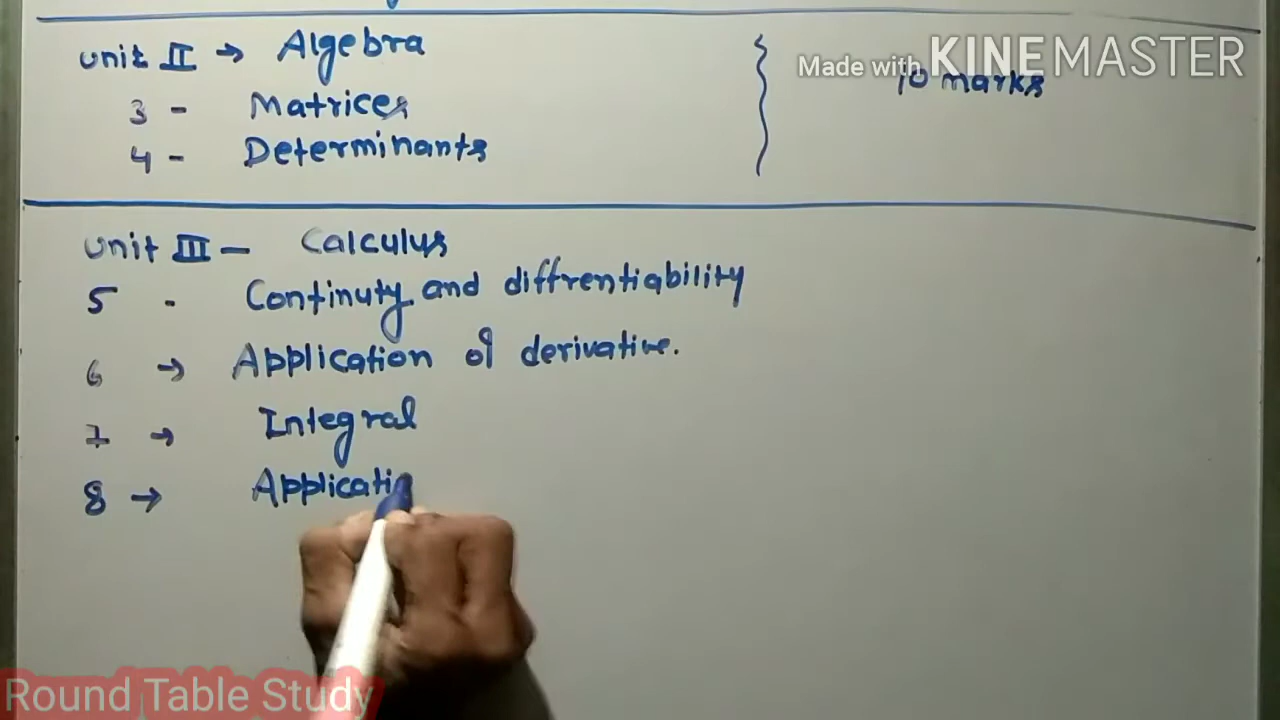 unit II → Algebra
Made with KINEMASTER
10 marks
3 - Matrices
4 - Determinants
unit III - Calculus
5 - Continuty and diffrentiability
6 → Application of derivative.
7 → Integral
8 → Applicatio
Round Table Study